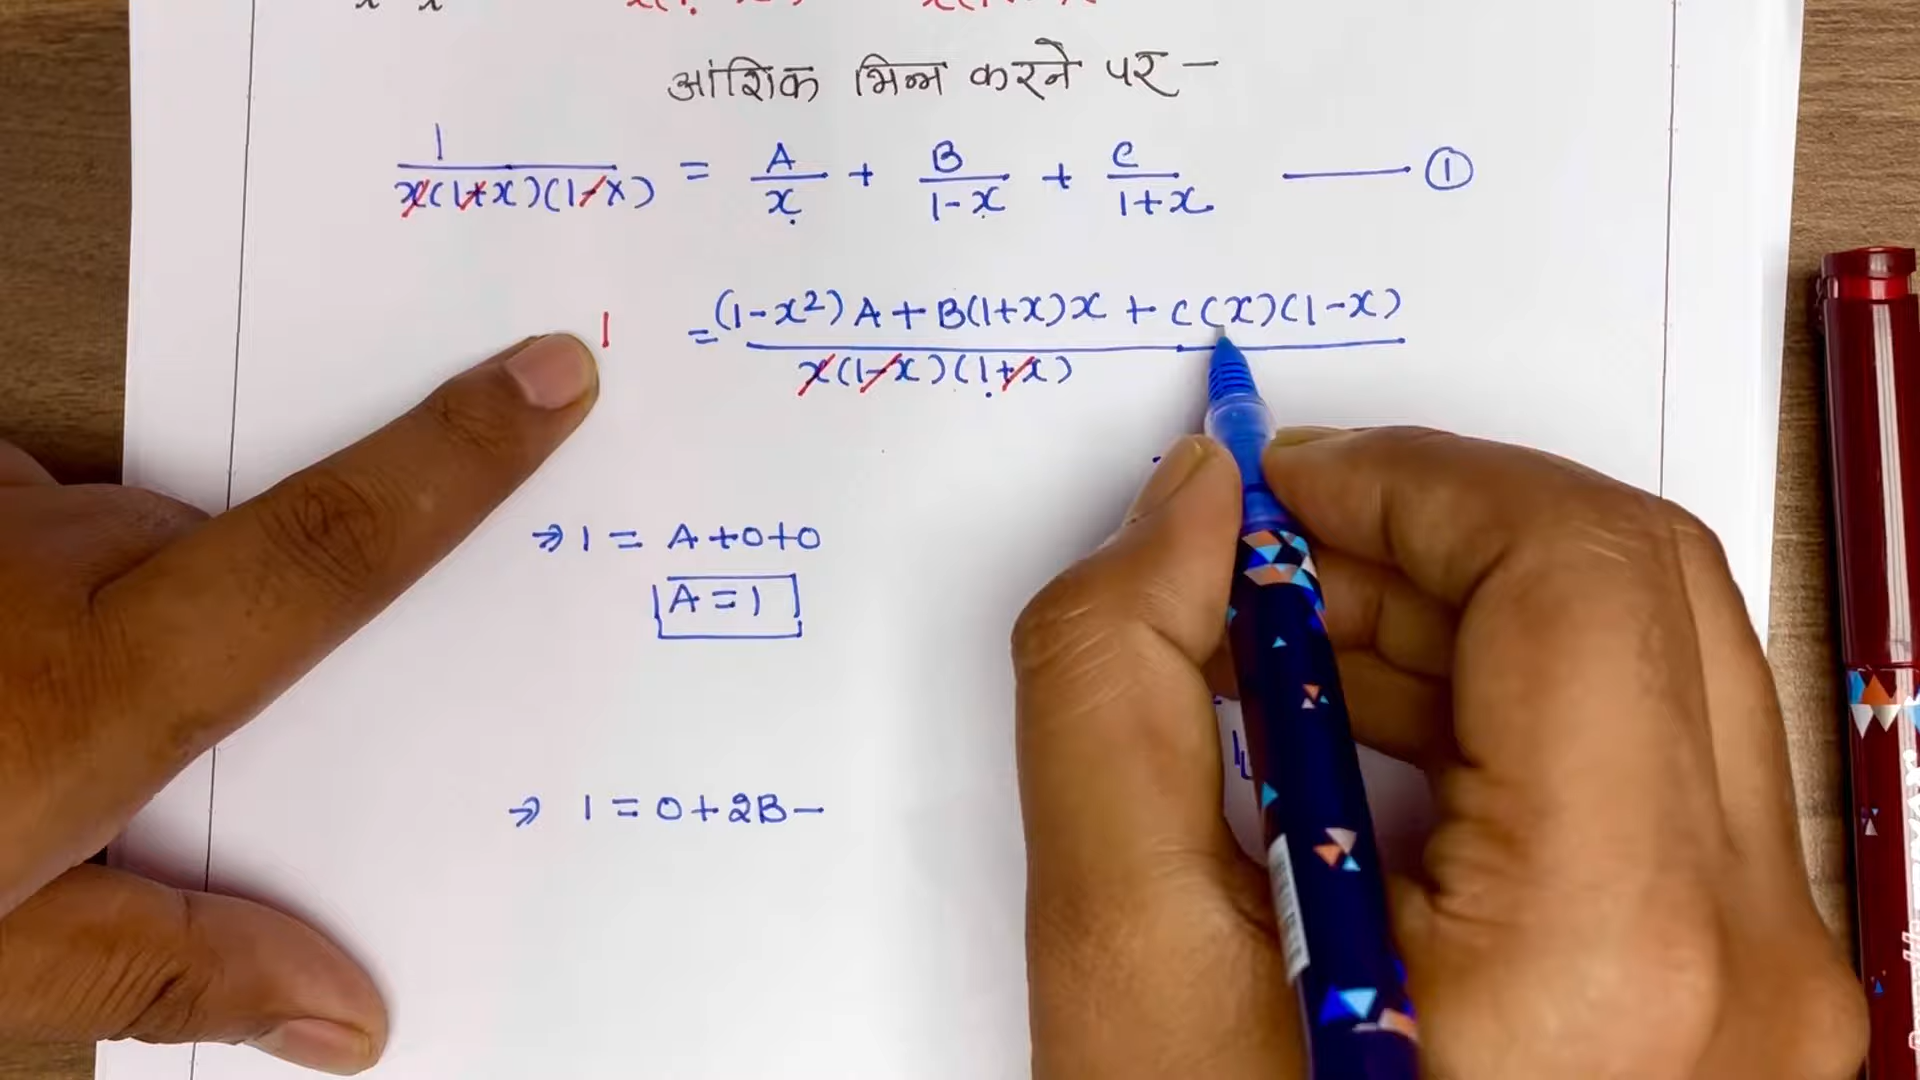 आंशिक भिन्न करने पर -
1/x(1+x)(1-x) = A/x + B/1-x + C/1+x —— ①
1 = (1-x²)A+B(1+x)x + C(x)(1-x)/x(1-x)(1+x)
⇒ 1 = A+0+0
A=1
⇒ 1 = 0+2B-